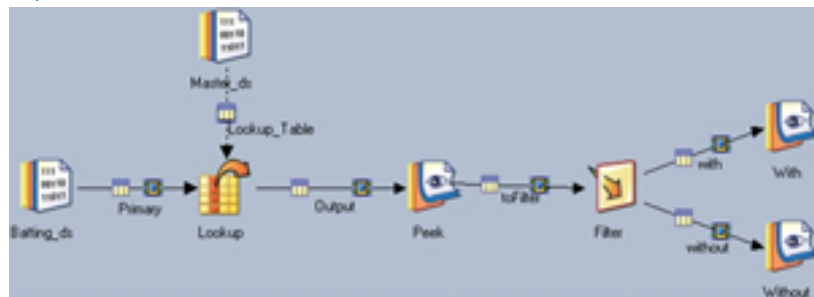 Master_ds
Lookup_Table
Batting_ds
Primary
Lookup
Output
Peek
toFilter
Filter
with
With
without
Without